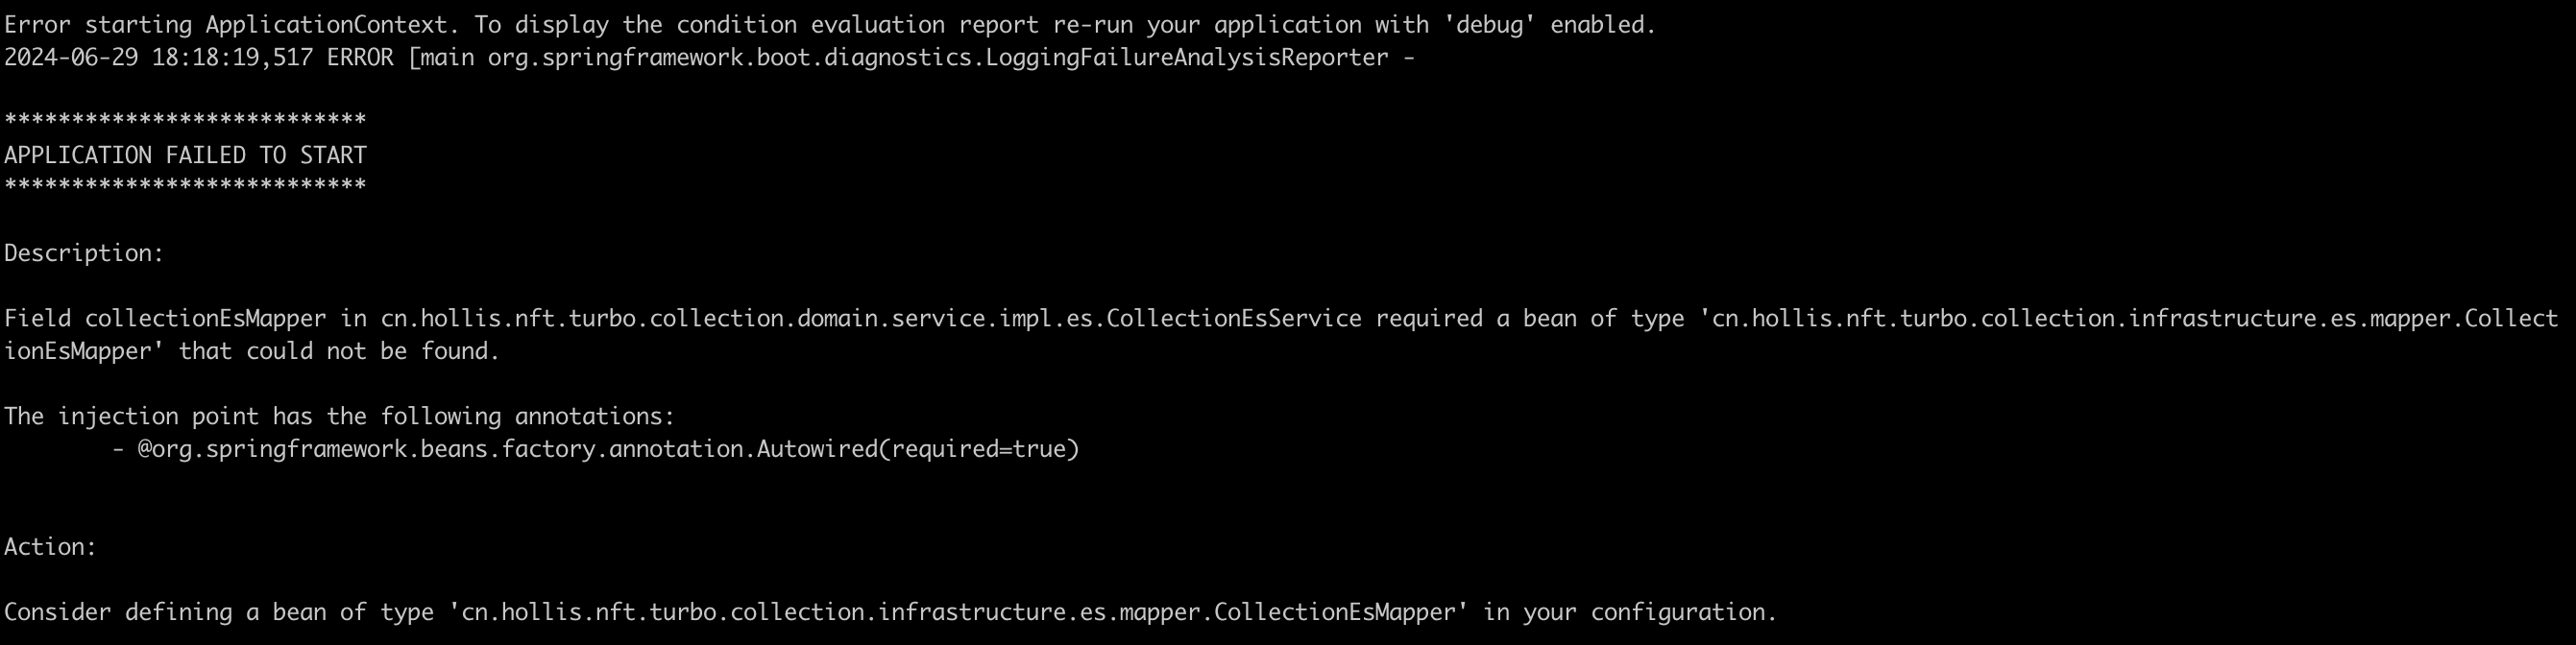 Error starting ApplicationContext. To display the condition evaluation report re-run your application with 'debug' enabled.
2024-06-29 18:18:19,517 ERROR [main org.springframework.boot.diagnostics.LoggingFailureAnalysisReporter -
***************************
APPLICATION FAILED TO START
***************************
Description:
Field collectionEsMapper in cn.hollis.nft.turbo.collection.domain.service.impl.es.CollectionEsService required a bean of type 'cn.hollis.nft.turbo.collection.infrastructure.es.mapper.Collect
ionEsMapper' that could not be found.
The injection point has the following annotations:
        - @org.springframework.beans.factory.annotation.Autowired(required=true)
Action:
Consider defining a bean of type 'cn.hollis.nft.turbo.collection.infrastructure.es.mapper.CollectionEsMapper' in your configuration.